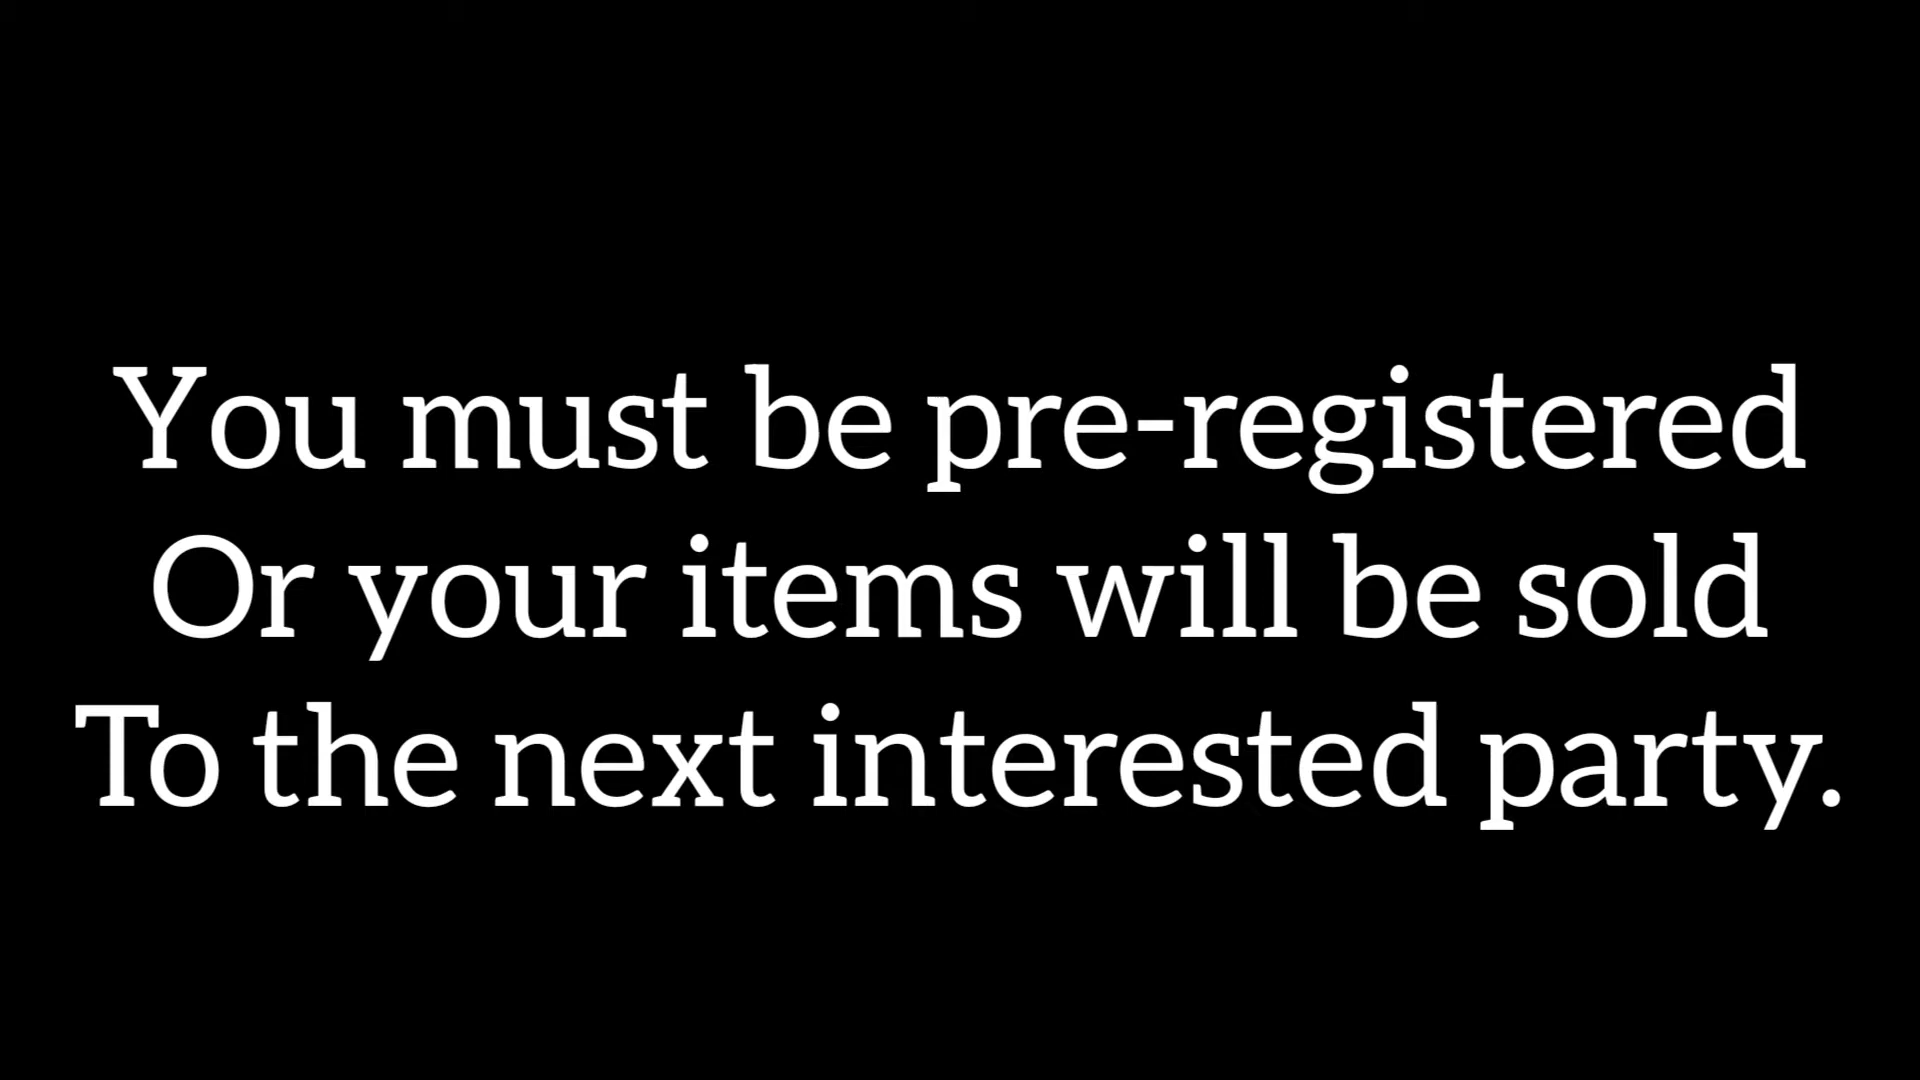 You must be pre-registered
Or your items will be sold
To the next interested party.